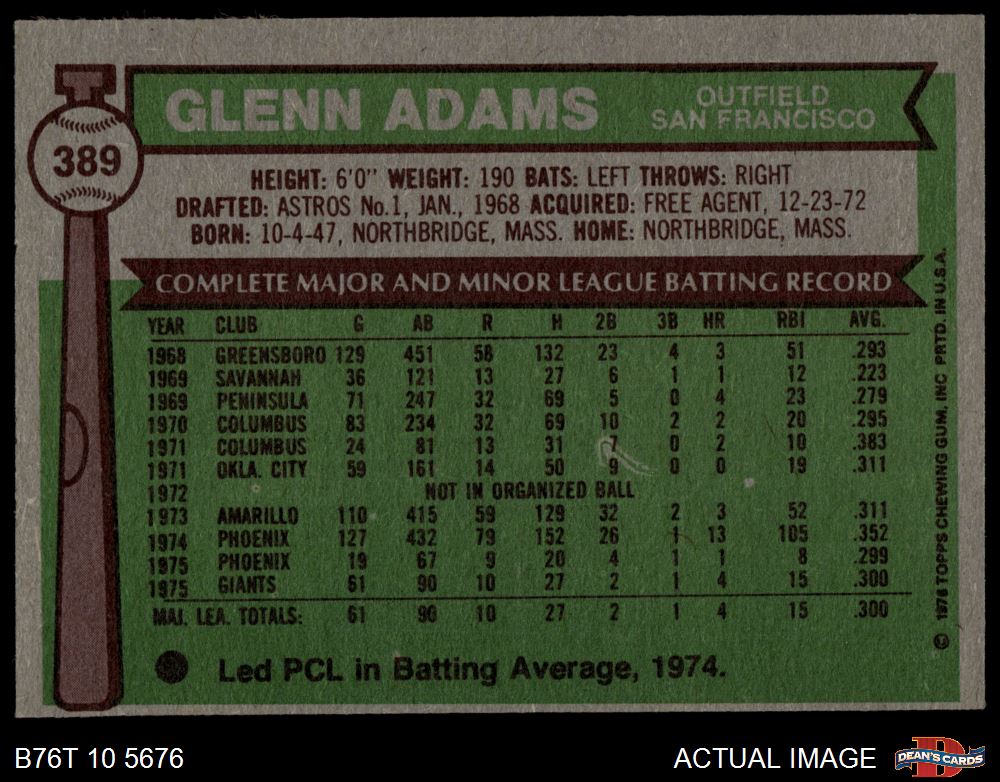 389
GLENN ADAMS
OUTFIELD
SAN FRANCISCO
HEIGHT: 6'0" WEIGHT: 190 BATS: LEFT THROWS: RIGHT
DRAFTED: ASTROS No.1, JAN., 1968 ACQUIRED: FREE AGENT, 12-23-72
BORN: 10-4-47, NORTHBRIDGE, MASS. HOME: NORTHBRIDGE, MASS.
COMPLETE MAJOR AND MINOR LEAGUE BATTING RECORD
YEAR CLUB G AB R H 2B 3B HR RBI AVG.
1968 GREENSBORO 129 451 58 132 23 4 3 51 .293
1969 SAVANNAH 36 121 13 27 6 1 1 12 .223
1969 PENINSULA 71 247 32 69 5 0 4 23 .279
1970 COLUMBUS 83 234 32 69 10 2 2 20 .295
1971 COLUMBUS 24 81 13 31 7 0 2 10 .383
1971 OKLA. CITY 59 161 14 50 9 0 0 19 .311
1972 NOT IN ORGANIZED BALL
1973 AMARILLO 110 415 59 129 32 2 3 52 .311
1974 PHOENIX 127 432 79 152 26 1 13 105 .352
1975 PHOENIX 19 67 9 20 4 1 1 8 .299
1975 GIANTS 61 90 10 27 2 1 4 15 .300
MAJ. LEA. TOTALS: 61 90 10 27 2 1 4 15 .300
Led PCL in Batting Average, 1974.
© 1976 TOPPS CHEWING GUM, INC PRTD. IN U.S.A.
B76T 10 5676
ACTUAL IMAGE
D
DEAN'S CARDS